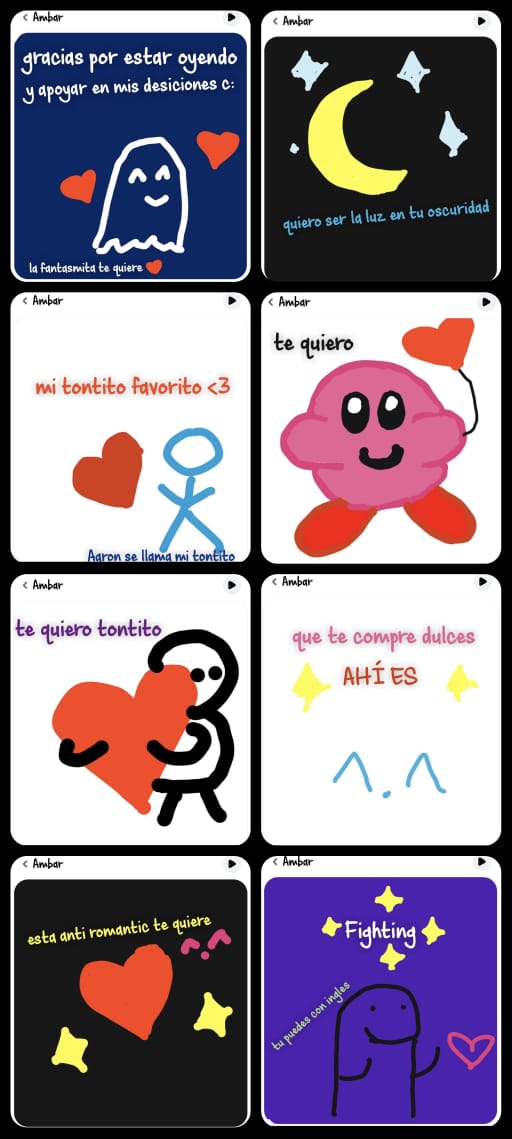 Ambar
gracias por estar oyendo
y apoyar en mis desiciones c:
la fantasmita te quiere
Ambar
quiero ser la luz en tu oscuridad
Ambar
mi tontito favorito <3
Aaron se llama mi tontito
Ambar
te quiero
Ambar
te quiero tontito
Ambar
que te compre dulces
AHÍ ES
^.^
Ambar
esta anti romantic te quiere
^.^
Ambar
Fighting
tu puedes con ingles